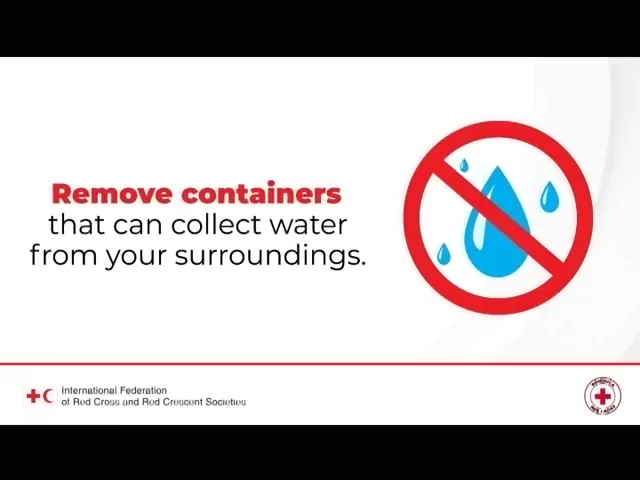 Remove containers
that can collect water
from your surroundings.
International Federation
of Red Cross and Red Crescent Societies